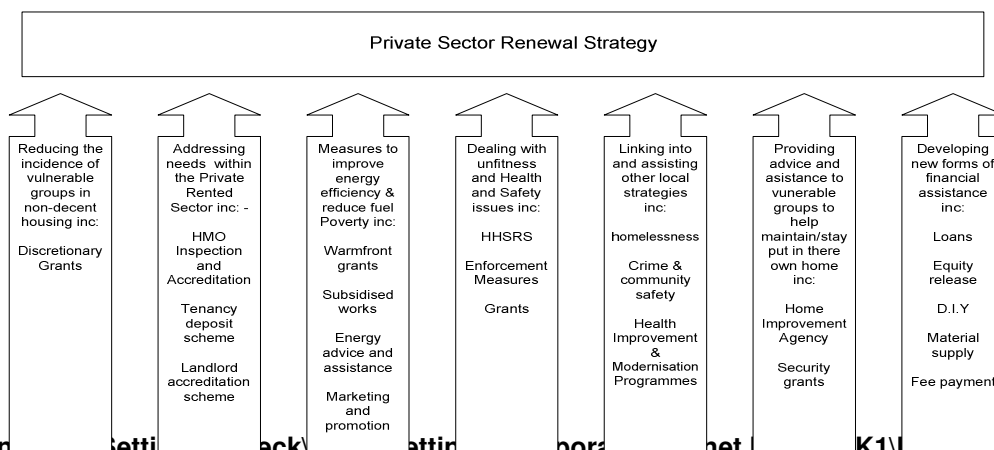 Private Sector Renewal Strategy
Reducing the
incidence of
vulnerable
groups in
non-decent
housing inc:
Discretionary
Grants
Addressing
needs within
the Private
Rented
Sector inc: -
HMO
Inspection
and
Accreditation
Tenancy
deposit
scheme
Landlord
accreditation
scheme
Measures to
improve
energy
efficiency &
reduce fuel
Poverty inc:
Warmfront
grants
Subsidised
works
Energy
advice and
assistance
Marketing
and
promotion
Dealing with
unfitness
and Health
and Safety
issues inc:
HHSRS
Enforcement
Measures
Grants
Linking into
and assisting
other local
strategies
inc:
homelessness
Crime &
community
safety
Health
Improvement
&
Modernisation
Programmes
Providing
advice and
asistance to
vunerable
groups to
help
maintain/stay
put in there
own home
inc:
Home
Improvement
Agency
Security
grants
Developing
new forms of
financial
assistance
inc:
Loans
Equity
release
D.I.Y
Material
supply
Fee payment